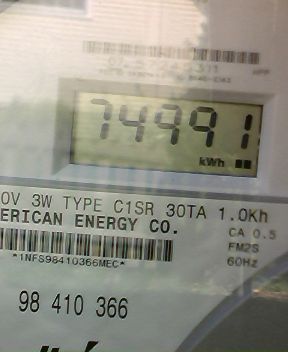 74991
kWh
0V 3W TYPE C1SR 30TA 1.0Kh
ERICAN ENERGY CO.
CA 0.5
FM2S
60Hz
*1NFS98410366MEC*
98 410 366